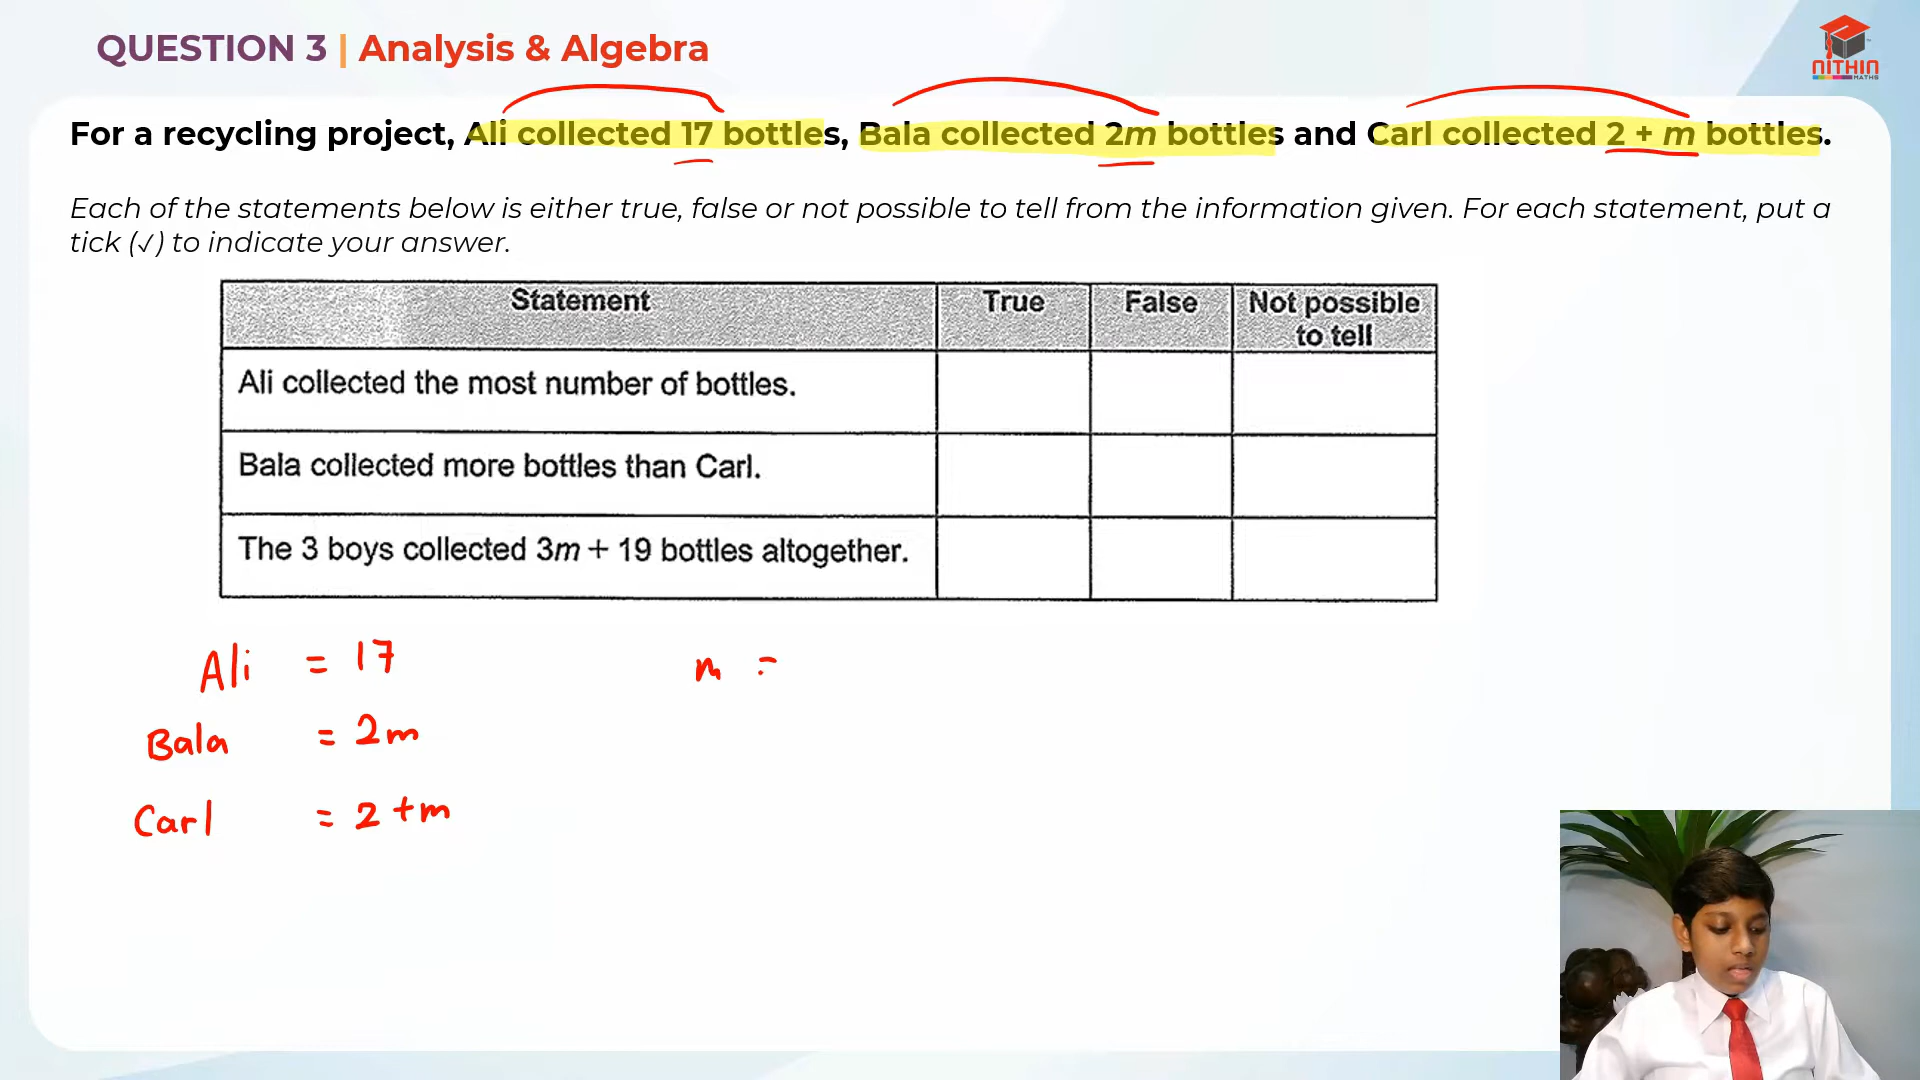 QUESTION 3 | Analysis & Algebra
NITHIN
MATHS
For a recycling project, Ali collected 17 bottles, Bala collected 2m bottles and Carl collected 2 + m bottles.
Each of the statements below is either true, false or not possible to tell from the information given. For each statement, put a
tick (✓) to indicate your answer.
Statement True False Not possible
to tell
Ali collected the most number of bottles.
Bala collected more bottles than Carl.
The 3 boys collected 3m + 19 bottles altogether.
Ali = 17 m =
Bala = 2m
Carl = 2 + m